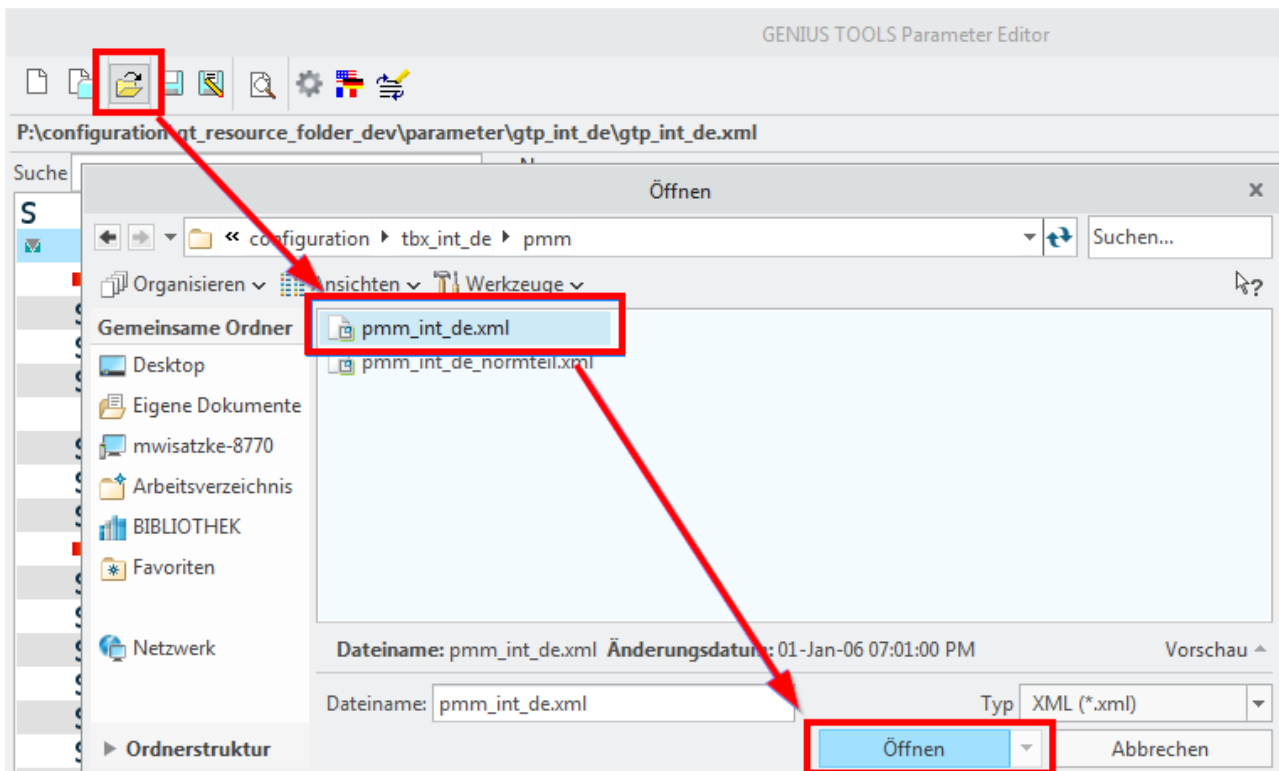 GENIUS TOOLS Parameter Editor
P:\configuration\gt_resource_folder_dev\parameter\gtp_int_de\gtp_int_de.xml
Suche
Öffnen
« configuration tbx_int_de pmm Suchen...
Organisieren Ansichten Werkzeuge
Gemeinsame Ordner
pmm_int_de.xml
Desktop
pmm_int_de_normteil.xml
Eigene Dokumente
mwisatzke-8770
Arbeitsverzeichnis
BIBLIOTHEK
Favoriten
Netzwerk
Dateiname: pmm_int_de.xml Änderungsdatum: 01-Jan-06 07:01:00 PM Vorschau
Dateiname: pmm_int_de.xml Typ XML (*.xml)
Ordnerstruktur Öffnen Abbrechen